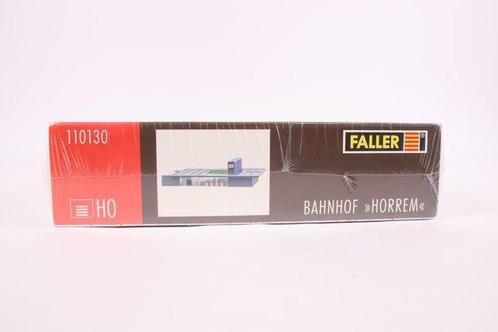 110130
H0
FALLER®
BAHNHOF »HORREM«